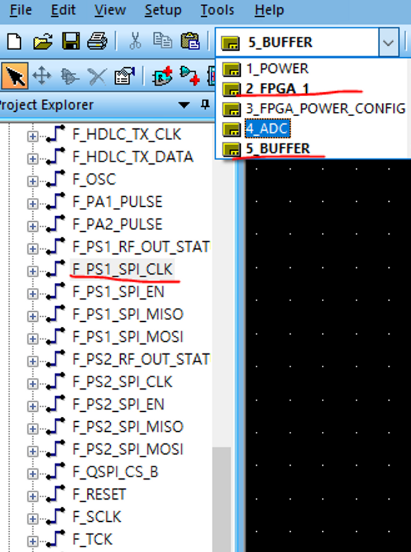 File Edit View Setup Tools Help
5_BUFFER
1_POWER
2_FPGA_1
3_FPGA_POWER_CONFIG
4_ADC
5_BUFFER
Project Explorer
F_HDLC_TX_CLK
F_HDLC_TX_DATA
F_OSC
F_PA1_PULSE
F_PA2_PULSE
F_PS1_RF_OUT_STAT
F_PS1_SPI_CLK
F_PS1_SPI_EN
F_PS1_SPI_MISO
F_PS1_SPI_MOSI
F_PS2_RF_OUT_STAT
F_PS2_SPI_CLK
F_PS2_SPI_EN
F_PS2_SPI_MISO
F_PS2_SPI_MOSI
F_QSPI_CS_B
F_RESET
F_SCLK
F_TCK